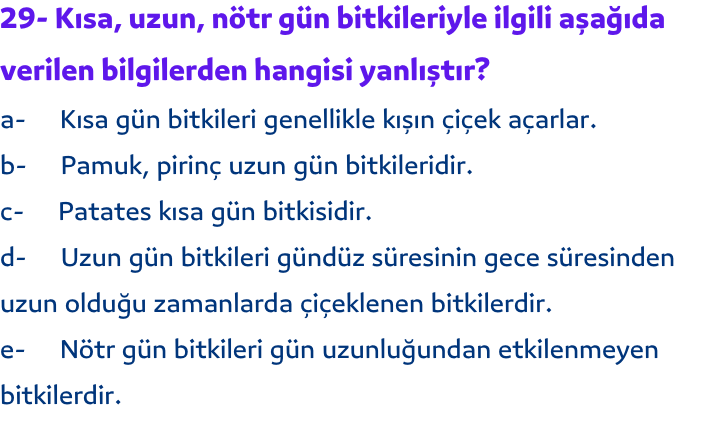 29- Kısa, uzun, nötr gün bitkileriyle ilgili aşağıda
verilen bilgilerden hangisi yanlıştır?
a- Kısa gün bitkileri genellikle kışın çiçek açarlar.
b- Pamuk, pirinç uzun gün bitkileridir.
c- Patates kısa gün bitkisidir.
d- Uzun gün bitkileri gündüz süresinin gece süresinden
uzun olduğu zamanlarda çiçeklenen bitkilerdir.
e- Nötr gün bitkileri gün uzunluğundan etkilenmeyen
bitkilerdir.